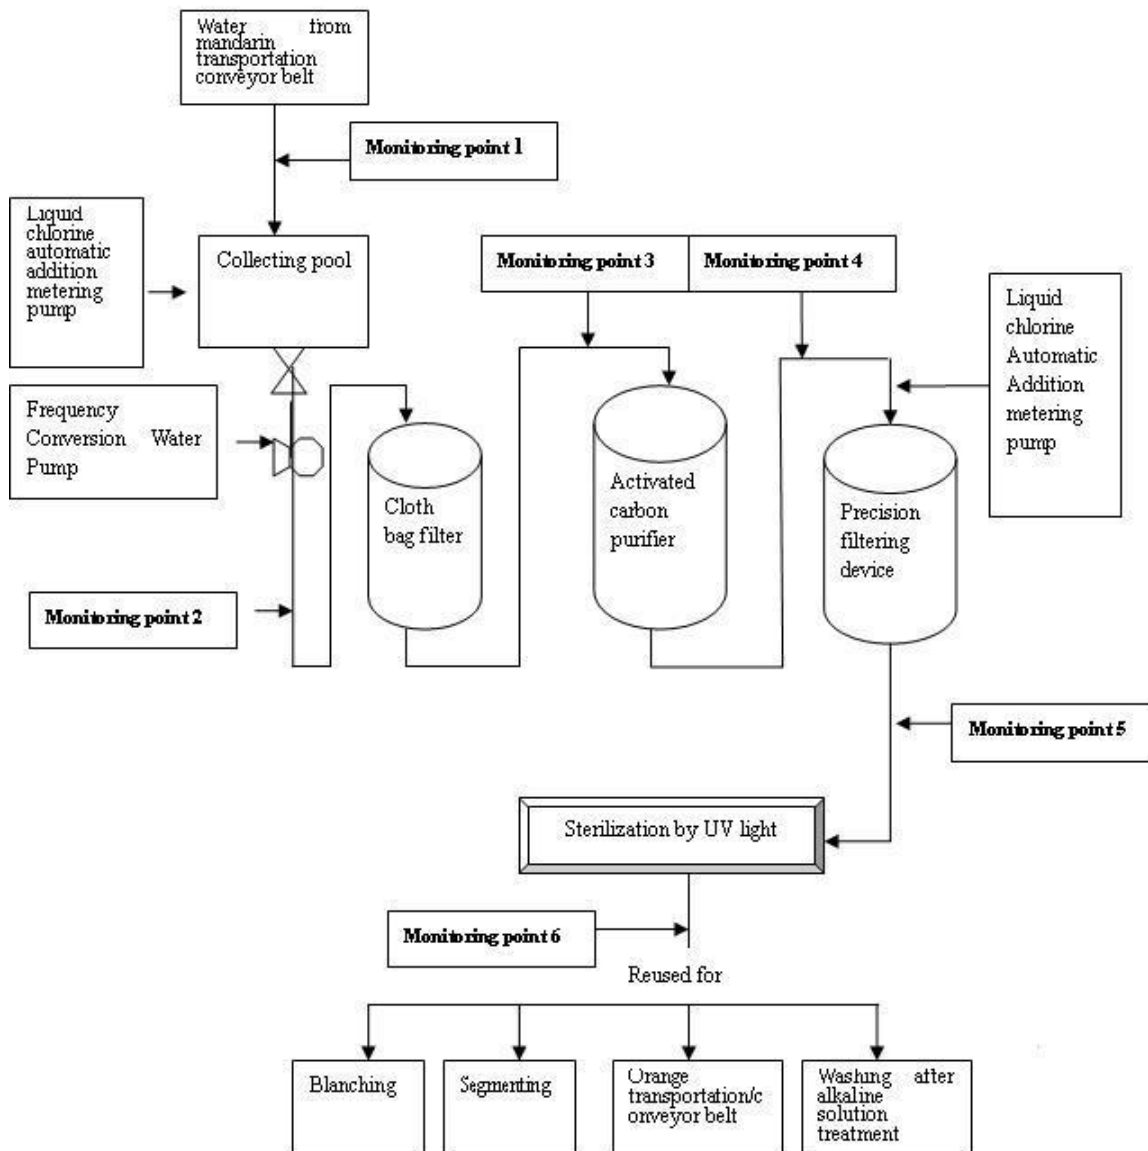 Water from
mandarin
transportation
conveyor belt
Monitoring point 1
Liquid
chlorine
automatic
addition
metering
pump
Collecting pool
Monitoring point 3
Monitoring point 4
Liquid
chlorine
Automatic
Addition
metering
pump
Frequency
Conversion Water
Pump
Cloth
bag filter
Activated
carbon
purifier
Precision
filtering
device
Monitoring point 2
Monitoring point 5
Sterilization by UV light
Monitoring point 6
Reused for
Blanching
Segmenting
Orange
transportation/c
onveyor belt
Washing after
alkaline
solution
treatment